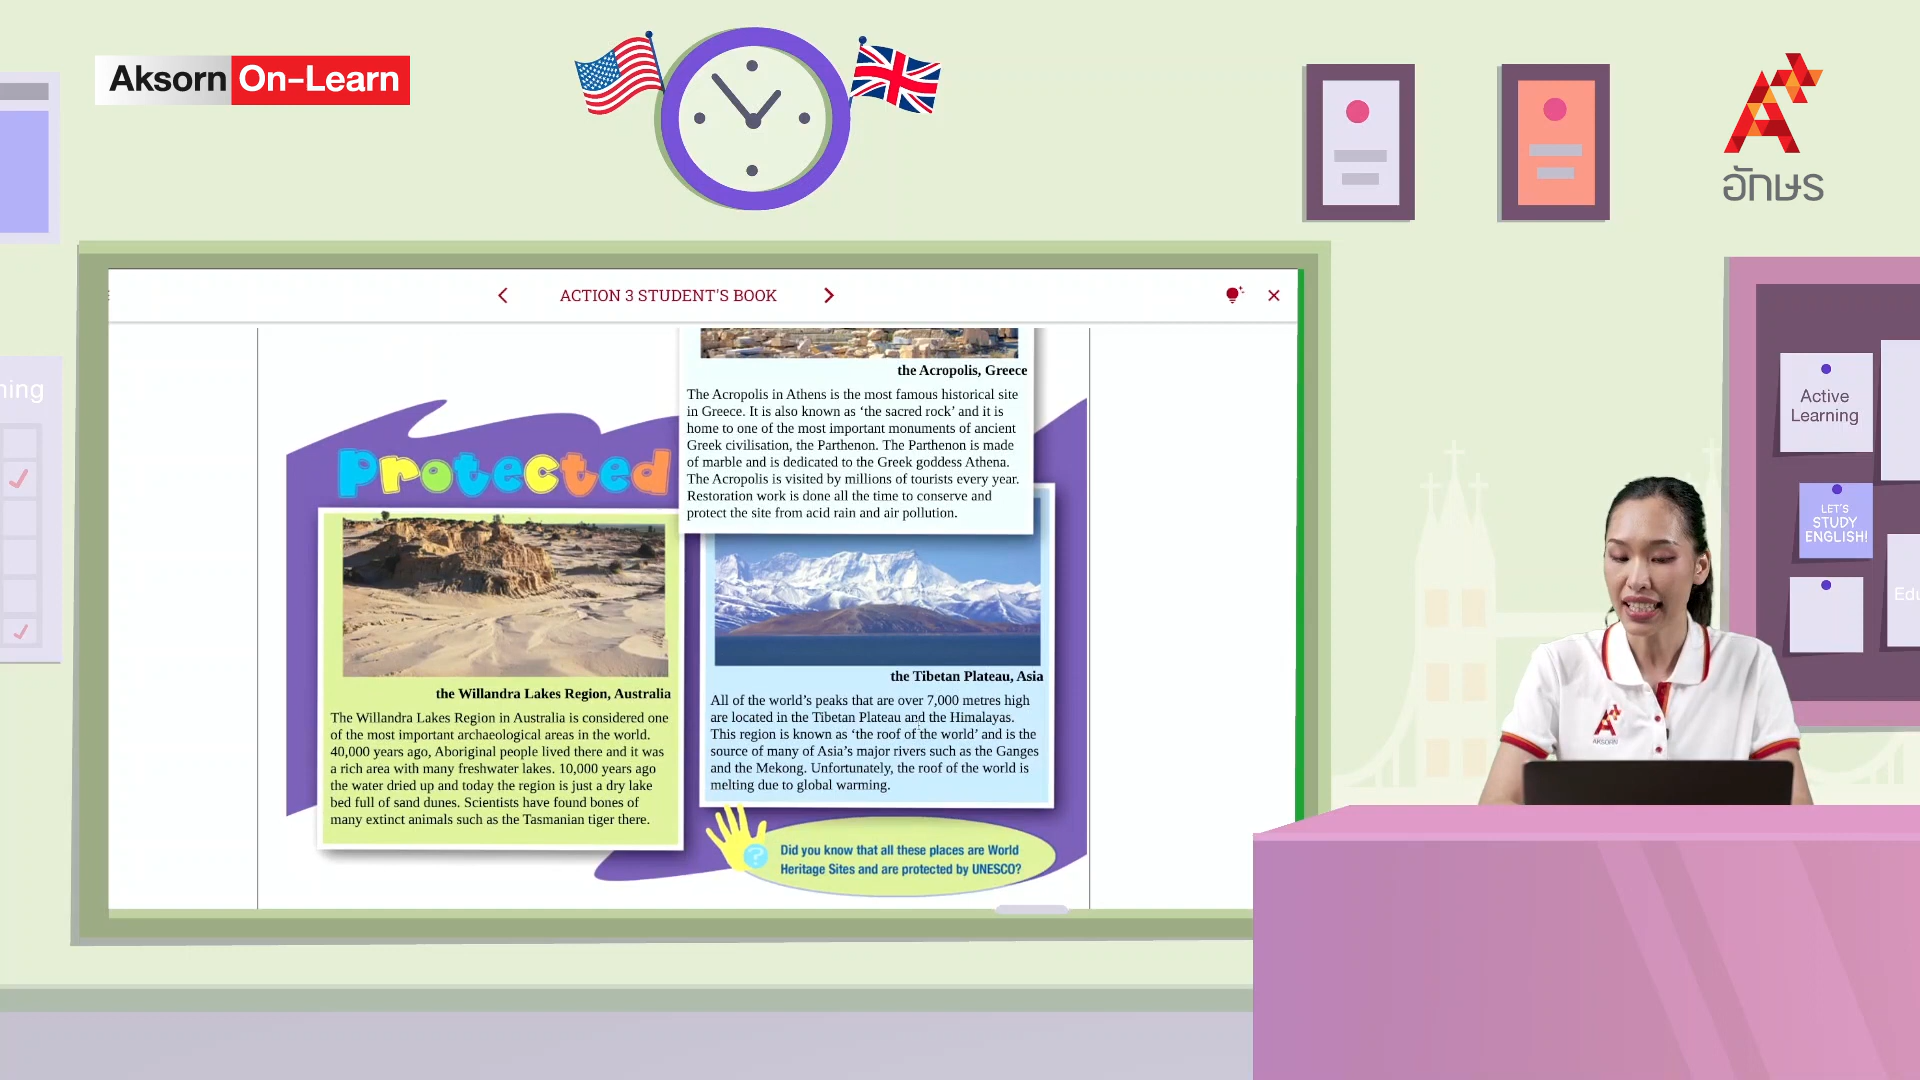 Aksorn On-Learn
อักษร
ning
ACTION 3 STUDENT'S BOOK
the Acropolis, Greece
The Acropolis in Athens is the most famous historical site
in Greece. It is also known as ‘the sacred rock’ and it is
home to one of the most important monuments of ancient
Greek civilisation, the Parthenon. The Parthenon is made
of marble and is dedicated to the Greek goddess Athena.
The Acropolis is visited by millions of tourists every year.
Restoration work is done all the time to conserve and
protect the site from acid rain and air pollution.
Protected
the Willandra Lakes Region, Australia
The Willandra Lakes Region in Australia is considered one
of the most important archaeological areas in the world.
40,000 years ago, Aboriginal people lived there and it was
a rich area with many freshwater lakes. 10,000 years ago
the water dried up and today the region is just a dry lake
bed full of sand dunes. Scientists have found bones of
many extinct animals such as the Tasmanian tiger there.
the Tibetan Plateau, Asia
All of the world’s peaks that are over 7,000 metres high
are located in the Tibetan Plateau and the Himalayas.
This region is known as ‘the roof of the world’ and is the
source of many of Asia’s major rivers such as the Ganges
and the Mekong. Unfortunately, the roof of the world is
melting due to global warming.
?
Did you know that all these places are World
Heritage Sites and are protected by UNESCO?
Active
Learning
LET'S
STUDY
ENGLISH!
Edu
AKSORN